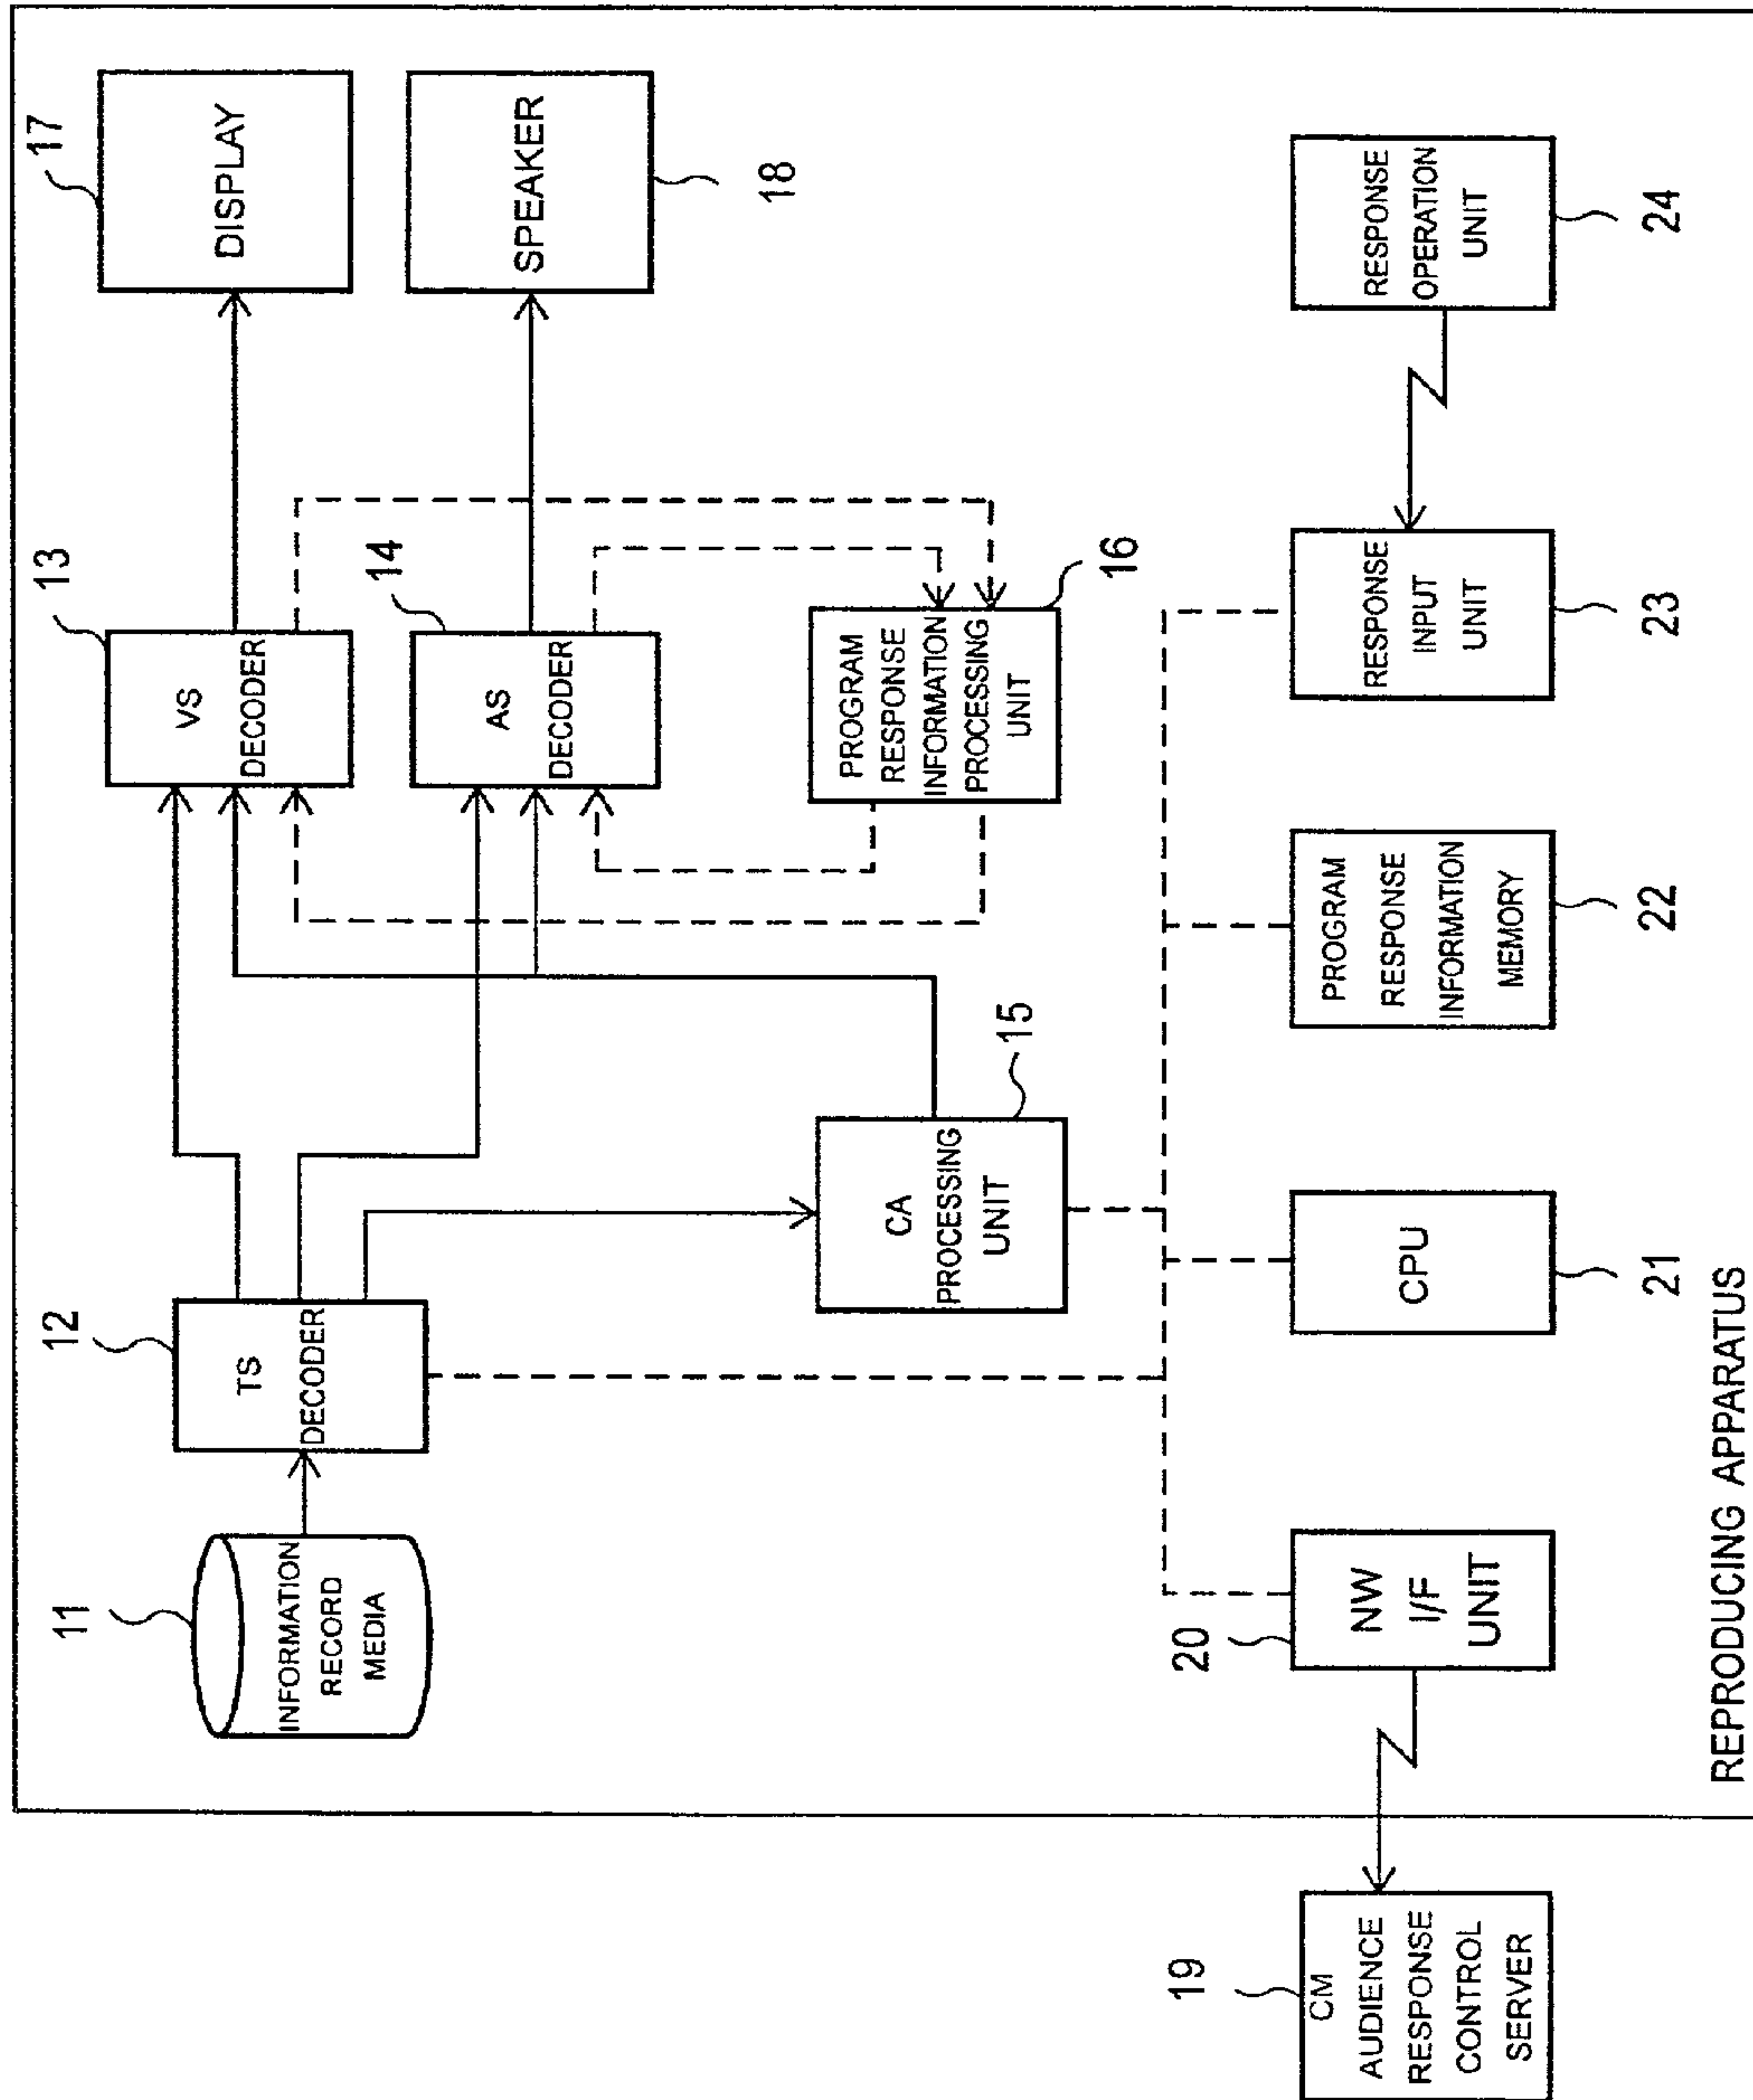 17
DISPLAY
18
SPEAKER
13
VS
DECODER
14
AS
DECODER
16
PROGRAM
RESPONSE
INFORMATION
PROCESSING
UNIT
12
TS
DECODER
15
CA
PROCESSING
UNIT
11
INFORMATION
RECORD
MEDIA
19
CM
AUDIENCE
RESPONSE
CONTROL
SERVER
20
NW
I/F
UNIT
CPU
21
PROGRAM
RESPONSE
INFORMATION
MEMORY
22
RESPONSE
INPUT
UNIT
23
RESPONSE
OPERATION
UNIT
24
REPRODUCING APPARATUS